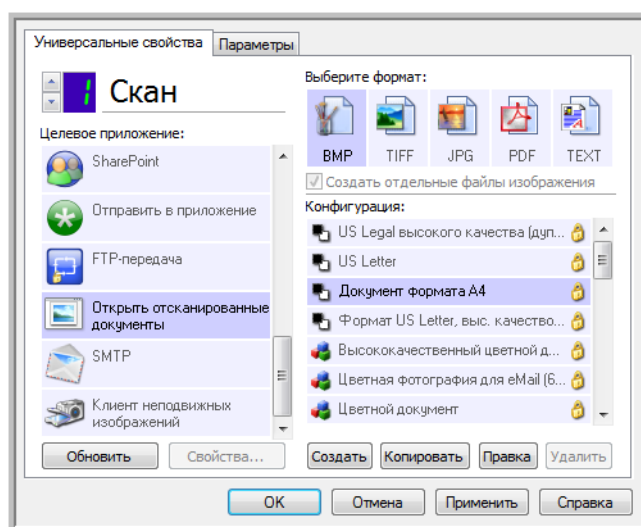 Универсальные свойства
Параметры
1
Скан
Целевое приложение:
SharePoint
Отправить в приложение
FTP-передача
Открыть отсканированные
документы
SMTP
Клиент неподвижных
изображений
Обновить
Свойства...
Выберите формат:
BMP
TIFF
JPG
PDF
TEXT
Создать отдельные файлы изображения
Конфигурация:
US Legal высокого качества (дуп...
US Letter
Документ формата A4
Формат US Letter, выс. качество...
Высококачественный цветной д...
Цветная фотография для eMail (6...
Цветной документ
Создать
Копировать
Правка
Удалить
OK
Отмена
Применить
Справка